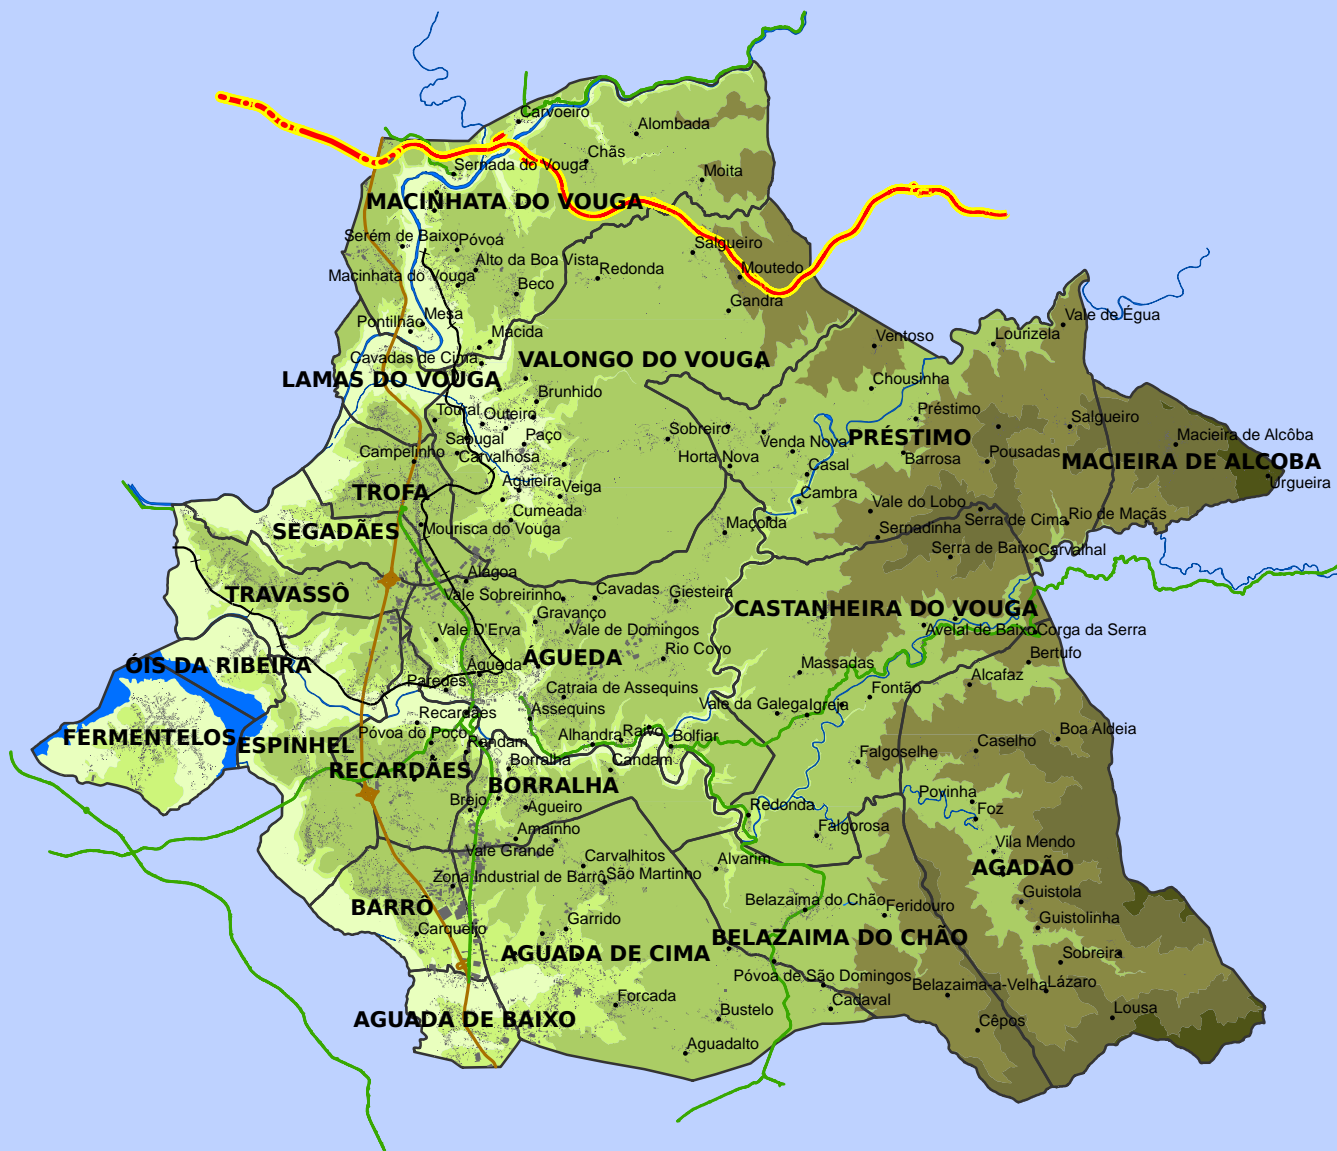 Carvoeiro
Alombada
Chãs
Sernada do Vouga
Moita
MACINHATA DO VOUGA
Serém de Baixo
Póvoa
Salgueiro
Alto da Boa Vista
Redonda
Moutedo
Macinhata do Vouga
Beco
Gandra
Mesa
Pontilhão
Macida
Vale de Égua
Lourizela
Ventoso
Cavadas de Cima
VALONGO DO VOUGA
LAMAS DO VOUGA
Chousinha
Brunhido
Toural
Outeiro
Préstimo
Salgueiro
Sobreiro
Sabugal
Paço
Venda Nova
PRÉSTIMO
Macieira de Alcôba
Campelinho
Carvalhosa
Horta Nova
Casal
Barrosa
Pousadas
MACIEIRA DE ALCOBA
Aguieira
Veiga
Urgueira
TROFA
Cambra
Vale do Lobo
Cumeada
Serra de Cima
Rio de Maçãs
Mourisca do Vouga
Maçoida
Sernadinha
SEGADÃES
Serra de Baixo
Carvalhal
Alagoa
TRAVASSÔ
Vale Sobreirinho
Cavadas
Giesteira
CASTANHEIRA DO VOUGA
Gravanço
Vale D'Erva
Vale de Domingos
Avelal de Baixo
Corga da Serra
Rio Covo
Bertufo
ÓIS DA RIBEIRA
Águeda
ÁGUEDA
Massadas
Paredes
Catraia de Assequins
Fontão
Alcafaz
Recardães
Assequins
Vale da Galega
Igreja
Póvoa do Poço
Alhandra
Raivo
Bolfiar
Boa Aldeia
FERMENTELOS
ESPINHEL
Randam
Caselho
Falgoselhe
RECARDÃES
Borralha
Candam
BORRALHA
Povinha
Brejo
Agueiro
Redonda
Foz
Amainho
Falgorosa
Vale Grande
Carvalhitos
Alvarim
Vila Mendo
Zona Industrial de Barrô
São Martinho
AGADÃO
Guistola
BARRÔ
Belazaima do Chão
Feridouro
Garrido
Guistolinha
Carqueijo
BELAZAIMA DO CHÃO
AGUADA DE CIMA
Sobreira
Póvoa de São Domingos
Belazaima-a-Velha
Lázaro
Forcada
Cadaval
Bustelo
Lousa
AGUADA DE BAIXO
Cêpos
Aguadalto